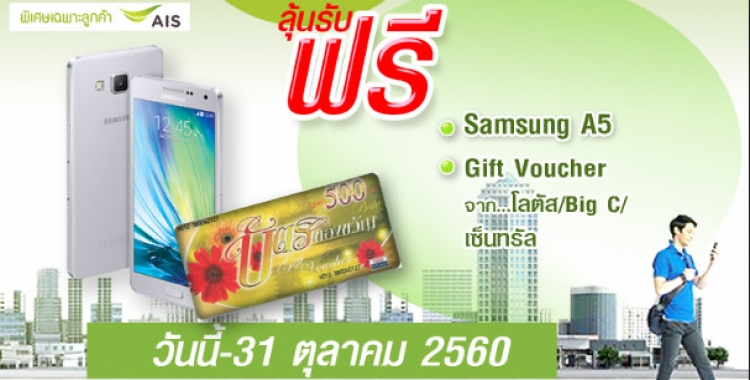 พิเศษเฉพาะลูกค้า AIS
ลุ้นรับ
ฟรี
Samsung A5
Gift Voucher
จาก...โลตัส/Big C/
เซ็นทรัล
SAMSUNG
12:45
500
บัตรของขวัญ
Gift Voucher
วันนี้-31 ตุลาคม 2560